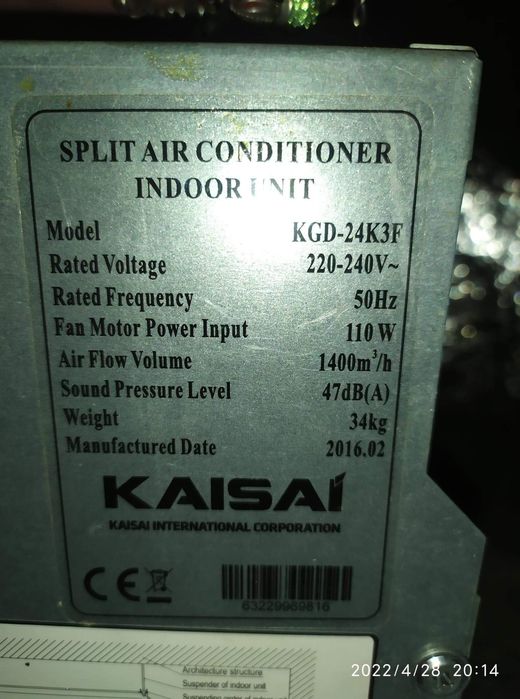 SPLIT AIR CONDITIONER
INDOOR UNIT
Model KGD-24K3F
Rated Voltage 220-240V~
Rated Frequency 50Hz
Fan Motor Power Input 110 W
Air Flow Volume 1400m³/h
Sound Pressure Level 47dB(A)
Weight 34kg
Manufactured Date 2016.02
KAISAI
KAISAI INTERNATIONAL CORPORATION
CE
63229989816
Architecture structure
Suspender of indoor unit
2022/4/28 20:14